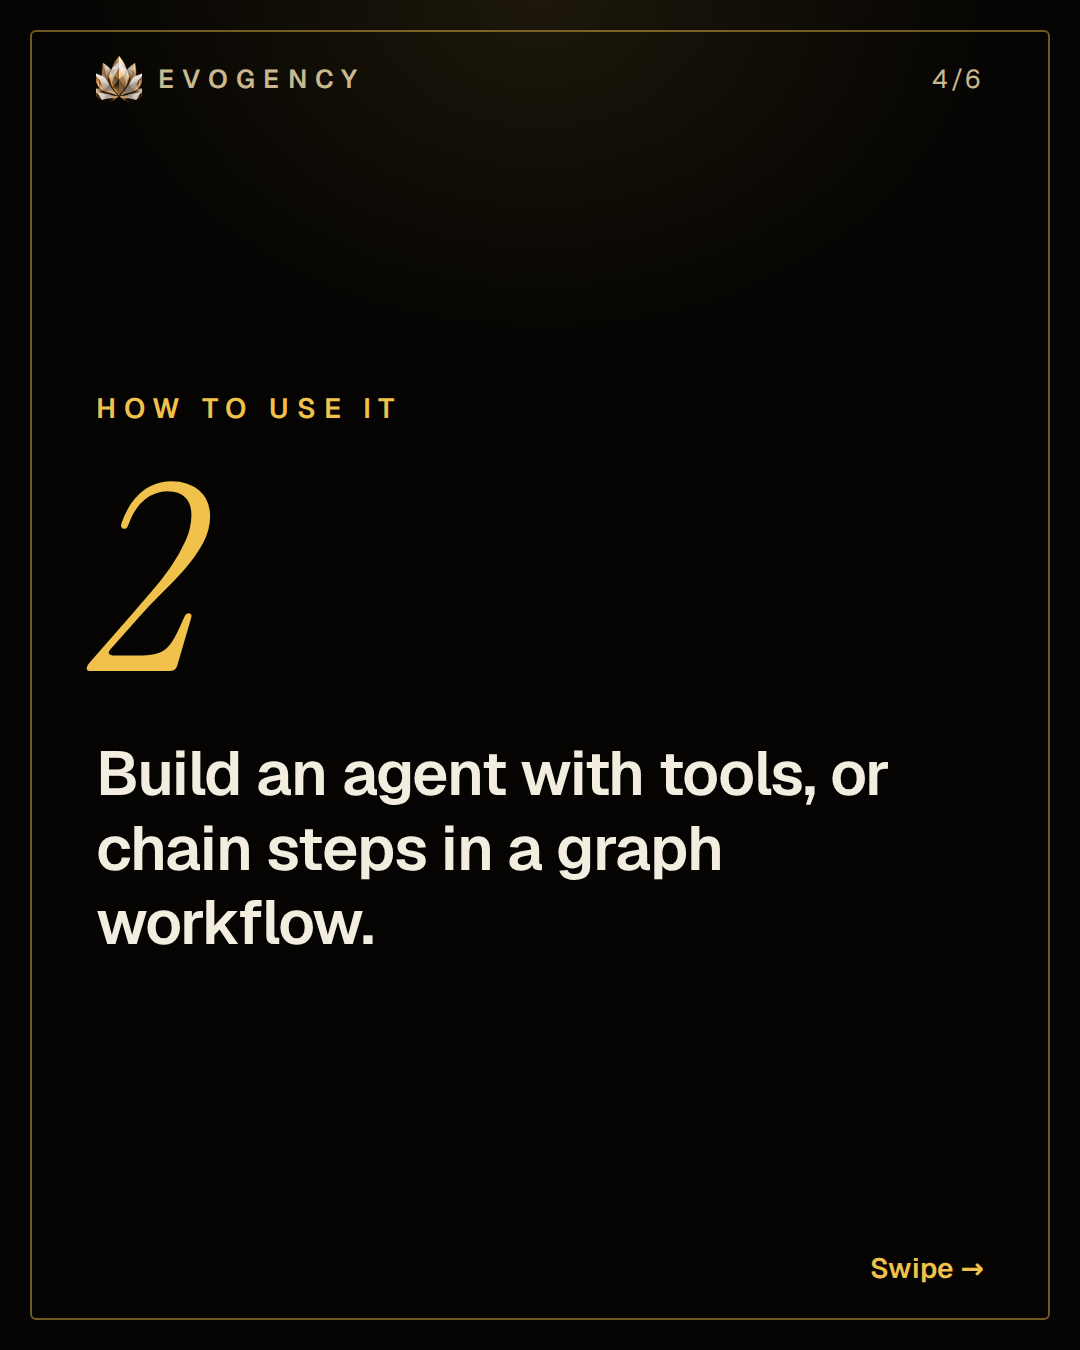 EVOGENCY
4/6
HOW TO USE IT
2
Build an agent with tools, or
chain steps in a graph
workflow.
Swipe →